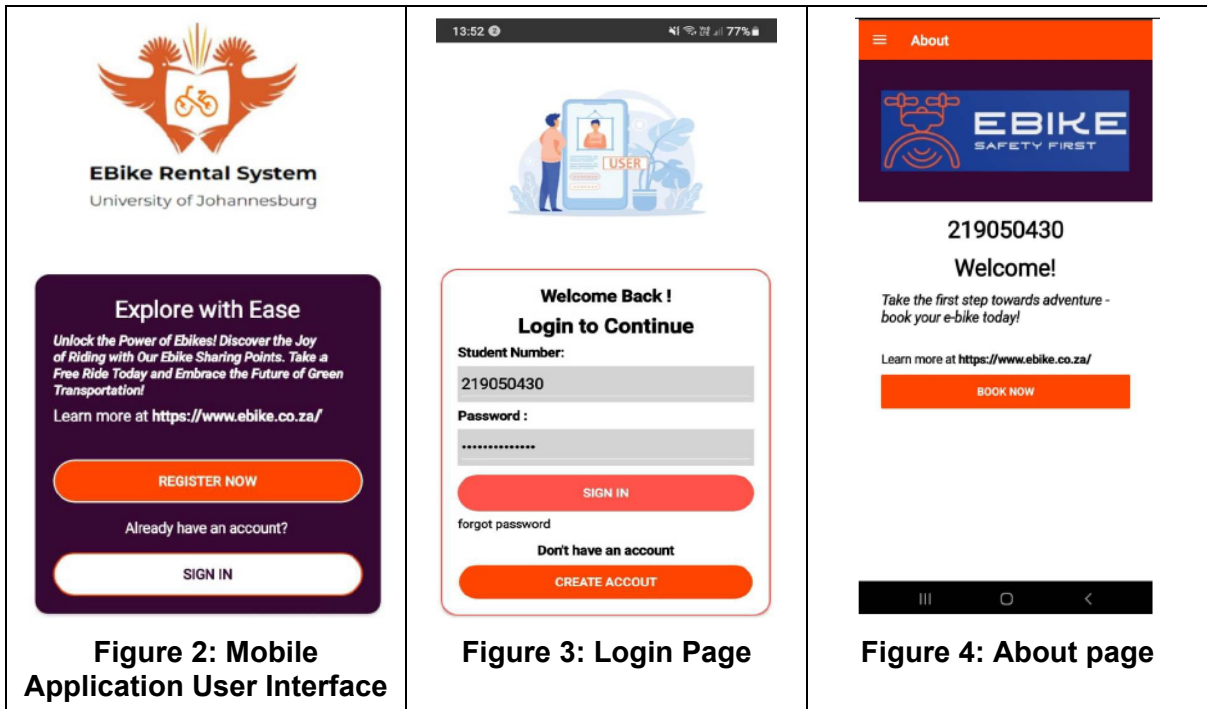 EBike Rental System
University of Johannesburg
Explore with Ease
Unlock the Power of Ebikes! Discover the Joy
of Riding with Our Ebike Sharing Points. Take a
Free Ride Today and Embrace the Future of Green
Transportation!
Learn more at https://www.ebike.co.za/
REGISTER NOW
Already have an account?
SIGN IN
Figure 2: Mobile
Application User Interface
13:52
77%
USER
Welcome Back !
Login to Continue
Student Number:
219050430
Password :
••••••••••••••
SIGN IN
forgot password
Don't have an account
CREATE ACCOUT
Figure 3: Login Page
About
EBIKE
SAFETY FIRST
219050430
Welcome!
Take the first step towards adventure -
book your e-bike today!
Learn more at https://www.ebike.co.za/
BOOK NOW
Figure 4: About page